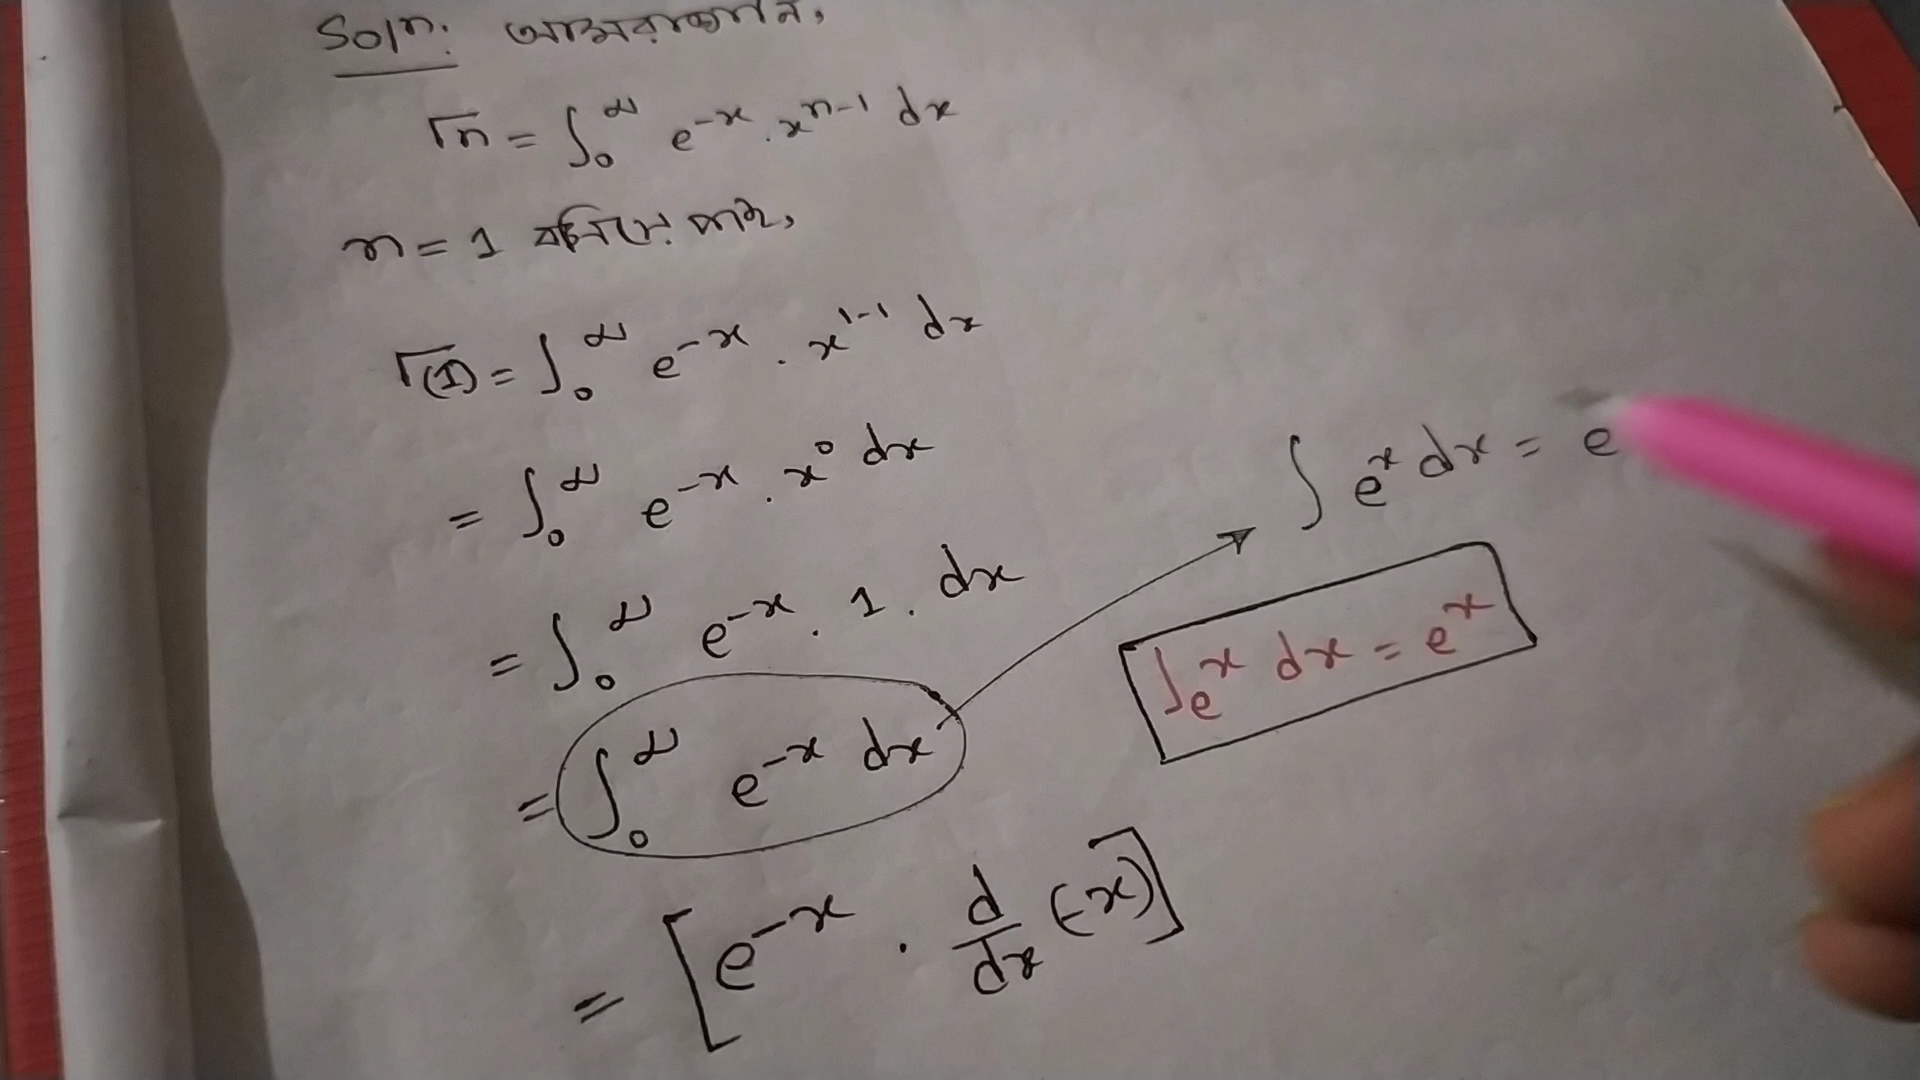 Soln: আমরা জানি,
Γn = ∫₀^∞ e^-x . x^n-1 dx
n = 1 বসিয়ে পাই,
Γ(1) = ∫₀^∞ e^-x . x^1-1 dx
= ∫₀^∞ e^-x . x^0 dx
= ∫₀^∞ e^-x . 1 . dx
= ∫₀^∞ e^-x dx
= [e^-x . d/dx (-x)]
∫ e^x dx = e
∫e^x dx = e^x